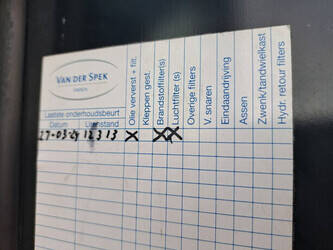 VAN DER SPEK
Laatste onderhoudsbeurt
Datum Urenstand
Olie ververst + filt.
Kleppen gest.
Brandstoffilter(s)
Luchtfilter (s)
Overige filters
V. snaren
Eindaandrijving
Assen
Zwenk/tandwielkast
Hydr. retour filters
27-03-24 12313 X X X